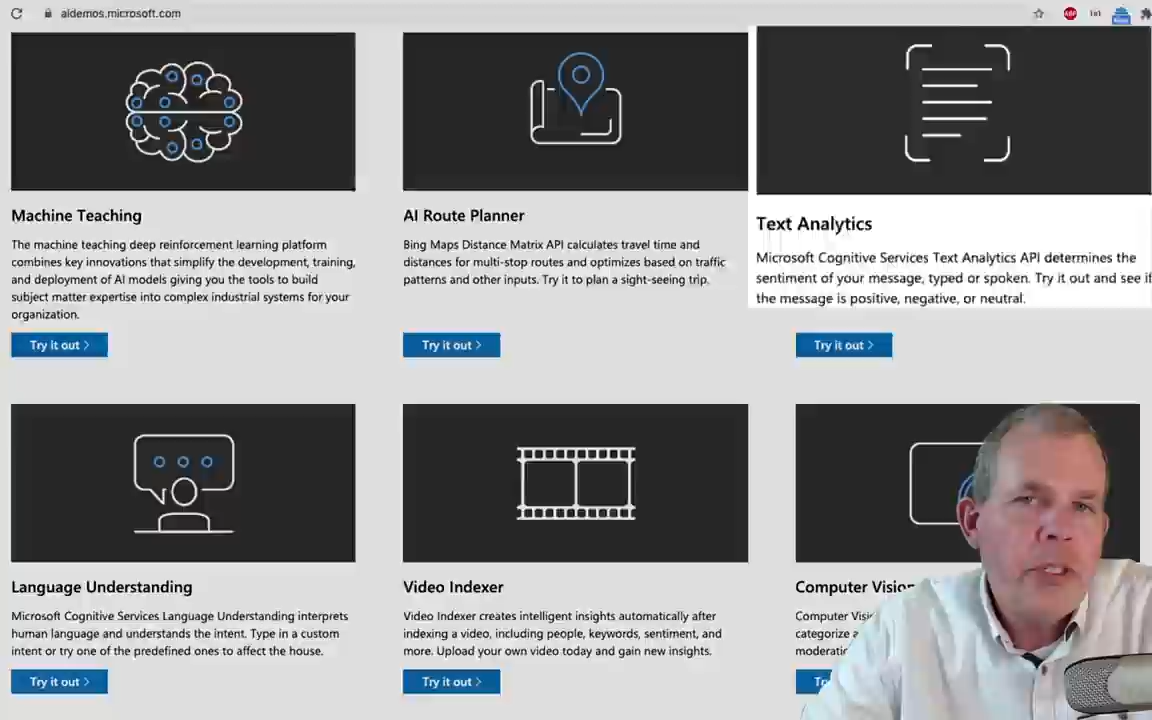 aidemos.microsoft.com
Machine Teaching
The machine teaching deep reinforcement learning platform
combines key innovations that simplify the development, training,
and deployment of AI models giving you the tools to build
subject matter expertise into complex industrial systems for your
organization.
Try it out
AI Route Planner
Bing Maps Distance Matrix API calculates travel time and
distances for multi-stop routes and optimizes based on traffic
patterns and other inputs. Try it to plan a sight-seeing trip.
Try it out
Text Analytics
Microsoft Cognitive Services Text Analytics API determines the
sentiment of your message, typed or spoken. Try it out and see if
the message is positive, negative, or neutral.
Try it out
Language Understanding
Microsoft Cognitive Services Language Understanding interprets
human language and understands the intent. Type in a custom
intent or try one of the predefined ones to affect the house.
Try it out
Video Indexer
Video Indexer creates intelligent insights automatically after
indexing a video, including people, keywords, sentiment, and
more. Upload your own video today and gain new insights.
Try it out
Computer Vision
Computer
categorize